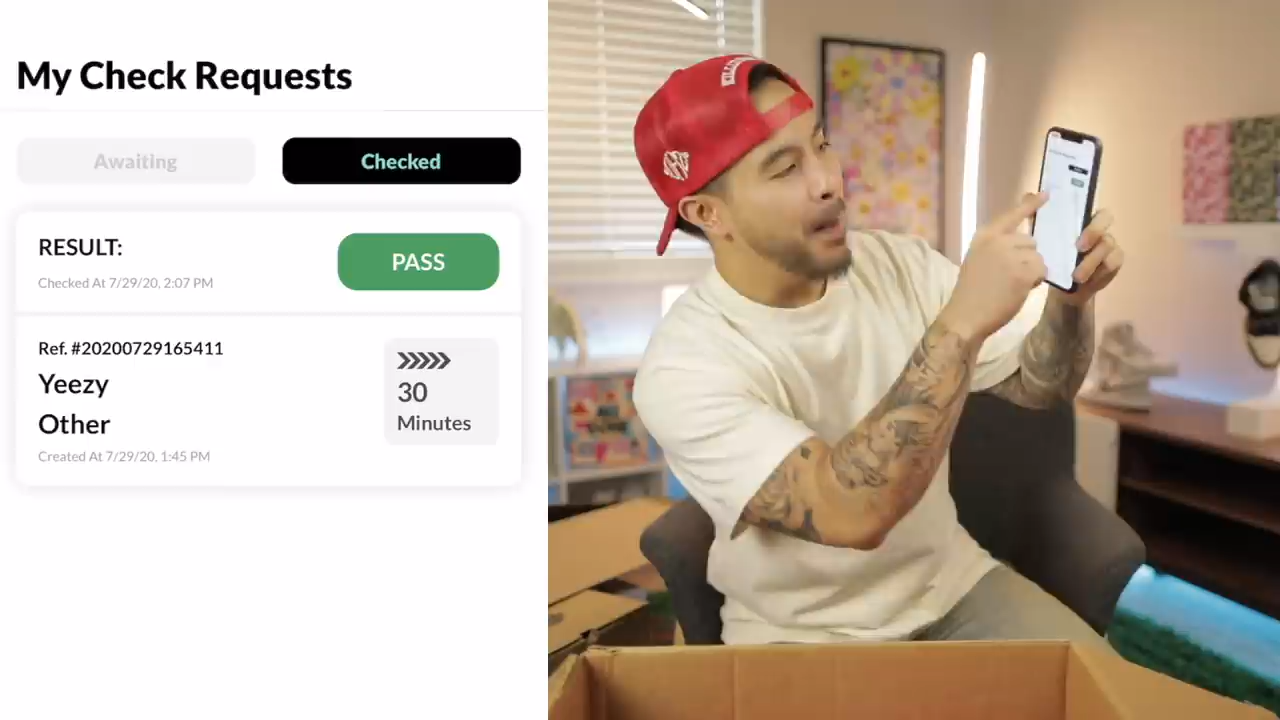 My Check Requests
Awaiting
Checked
RESULT:
PASS
Checked At 7/29/20, 2:07 PM
Ref. #20200729165411
Yeezy
Other
30
Minutes
Created At 7/29/20, 1:45 PM